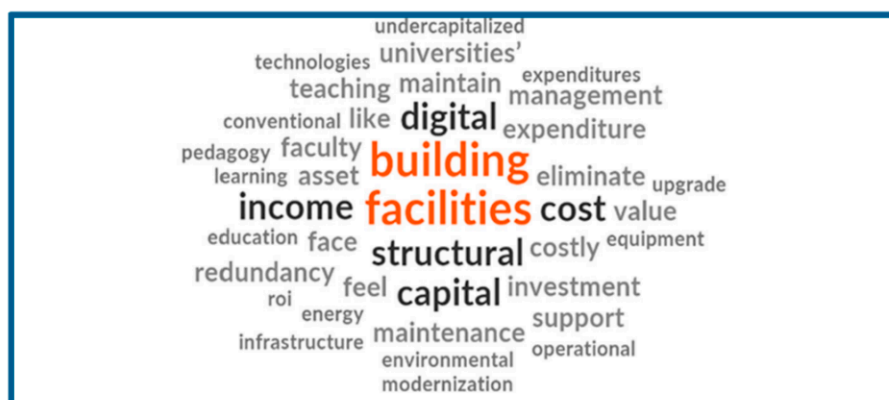 undercapitalized
technologies universities’
teaching maintain expenditures
management
conventional like digital expenditure
pedagogy faculty building
learning asset eliminate upgrade
income facilities cost value
education face structural costly equipment
redundancy feel capital investment
roi
energy maintenance support
infrastructure environmental operational
modernization